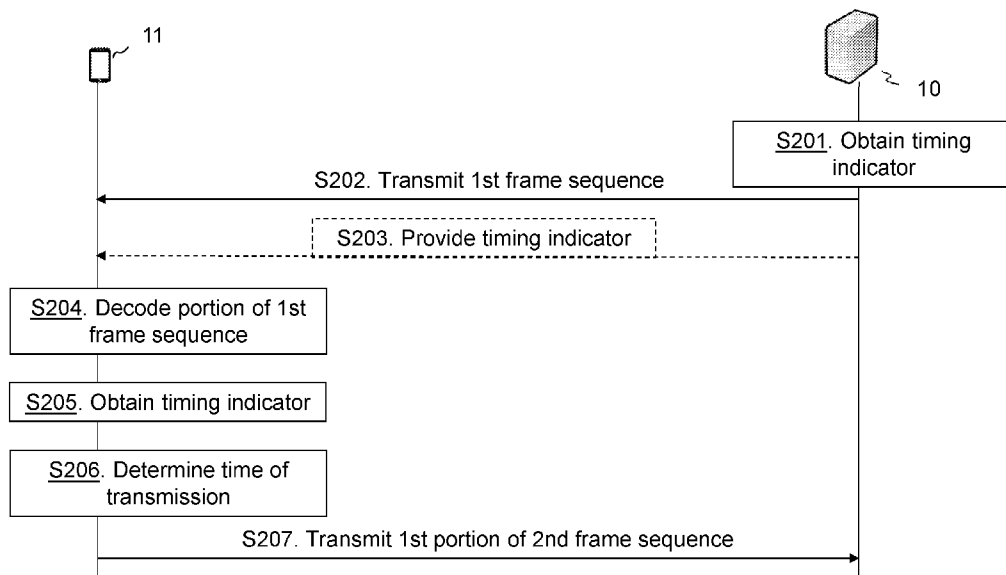 11
10
S201. Obtain timing
indicator
S202. Transmit 1st frame sequence
S203. Provide timing indicator
S204. Decode portion of 1st
frame sequence
S205. Obtain timing indicator
S206. Determine time of
transmission
S207. Transmit 1st portion of 2nd frame sequence